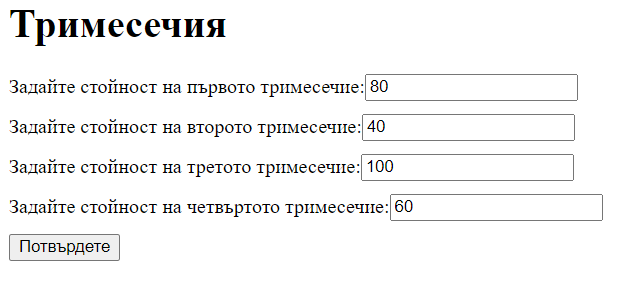 Тримесечия
Задайте стойност на първото тримесечие: 80
Задайте стойност на второто тримесечие: 40
Задайте стойност на третото тримесечие: 100
Задайте стойност на четвъртото тримесечие: 60
Потвърдете